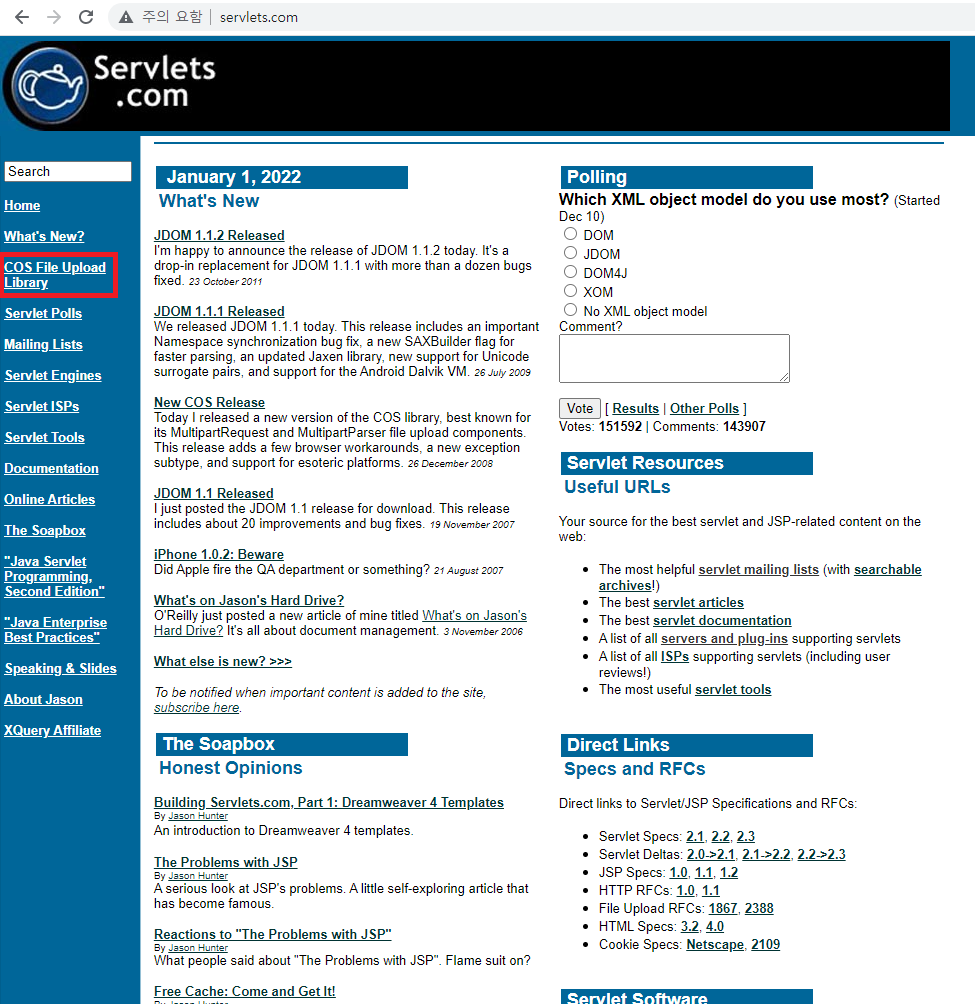 주의 요함 | servlets.com
Servlets
.com
Search
Home
What's New?
COS File Upload
Library
Servlet Polls
Mailing Lists
Servlet Engines
Servlet ISPs
Servlet Tools
Documentation
Online Articles
The Soapbox
"Java Servlet
Programming,
Second Edition"
"Java Enterprise
Best Practices"
Speaking & Slides
About Jason
XQuery Affiliate
January 1, 2022
What's New
JDOM 1.1.2 Released
I'm happy to announce the release of JDOM 1.1.2 today. It's a
drop-in replacement for JDOM 1.1.1 with more than a dozen bugs
fixed. 23 October 2011
JDOM 1.1.1 Released
We released JDOM 1.1.1 today. This release includes an important
Namespace synchronization bug fix, a new SAXBuilder flag for
faster parsing, an updated Jaxen library, new support for Unicode
surrogate pairs, and support for the Android Dalvik VM. 26 July 2009
New COS Release
Today I released a new version of the COS library, best known for
its MultipartRequest and MultipartParser file upload components.
This release adds a few browser workarounds, a new exception
subtype, and support for esoteric platforms. 26 December 2008
JDOM 1.1 Released
I just posted the JDOM 1.1 release for download. This release
includes about 20 improvements and bug fixes. 19 November 2007
iPhone 1.0.2: Beware
Did Apple fire the QA department or something? 21 August 2007
What's on Jason's Hard Drive?
O'Reilly just posted a new article of mine titled What's on Jason's
Hard Drive? It's all about document management. 3 November 2006
What else is new? >>>
To be notified when important content is added to the site,
subscribe here.
The Soapbox
Honest Opinions
Building Servlets.com, Part 1: Dreamweaver 4 Templates
By Jason Hunter
An introduction to Dreamweaver 4 templates.
The Problems with JSP
By Jason Hunter
A serious look at JSP's problems. A little self-exploring article that
has become famous.
Reactions to "The Problems with JSP"
By Jason Hunter
What people said about "The Problems with JSP". Flame suit on?
Free Cache: Come and Get It!
By Jason Hunter
Polling
Which XML object model do you use most? (Started
Dec 10)
DOM
JDOM
DOM4J
XOM
No XML object model
Comment?
Vote [ Results | Other Polls ]
Votes: 151592 | Comments: 143907
Servlet Resources
Useful URLs
Your source for the best servlet and JSP-related content on the
web:
• The most helpful servlet mailing lists (with searchable
archives!)
• The best servlet articles
• The best servlet documentation
• A list of all servers and plug-ins supporting servlets
• A list of all ISPs supporting servlets (including user
reviews!)
• The most useful servlet tools
Direct Links
Specs and RFCs
Direct links to Servlet/JSP Specifications and RFCs:
• Servlet Specs: 2.1, 2.2, 2.3
• Servlet Deltas: 2.0->2.1, 2.1->2.2, 2.2->2.3
• JSP Specs: 1.0, 1.1, 1.2
• HTTP RFCs: 1.0, 1.1
• File Upload RFCs: 1867, 2388
• HTML Specs: 3.2, 4.0
• Cookie Specs: Netscape, 2109
Servlet Software